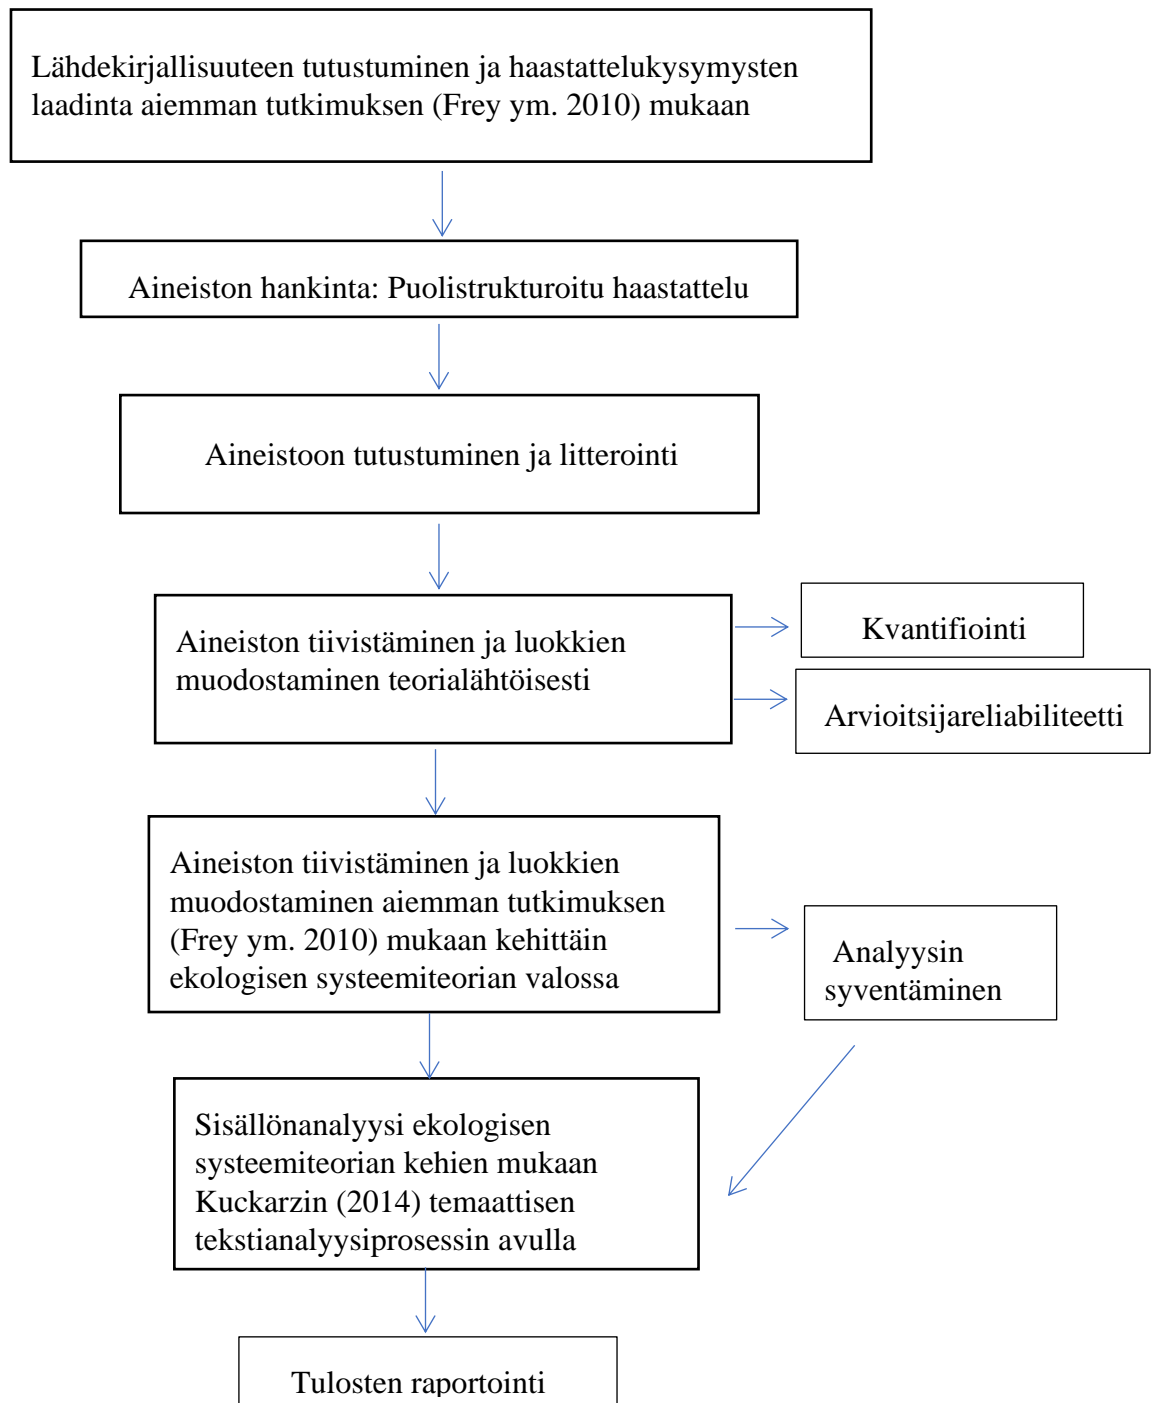 Lähdekirjallisuuteen tutustuminen ja haastattelukysymysten
laadinta aiemman tutkimuksen (Frey ym. 2010) mukaan
Aineiston hankinta: Puolistrukturoitu haastattelu
Aineistoon tutustuminen ja litterointi
Aineiston tiivistäminen ja luokkien
muodostaminen teorialähtöisesti
Kvantifiointi
Arvioitsijareliabiliteetti
Aineiston tiivistäminen ja luokkien
muodostaminen aiemman tutkimuksen
(Frey ym. 2010) mukaan kehittäin
ekologisen systeemiteorian valossa
Analyysin
syventäminen
Sisällönanalyysi ekologisen
systeemiteorian kehien mukaan
Kuckarzin (2014) temaattisen
tekstianalyysiprosessin avulla
Tulosten raportointi